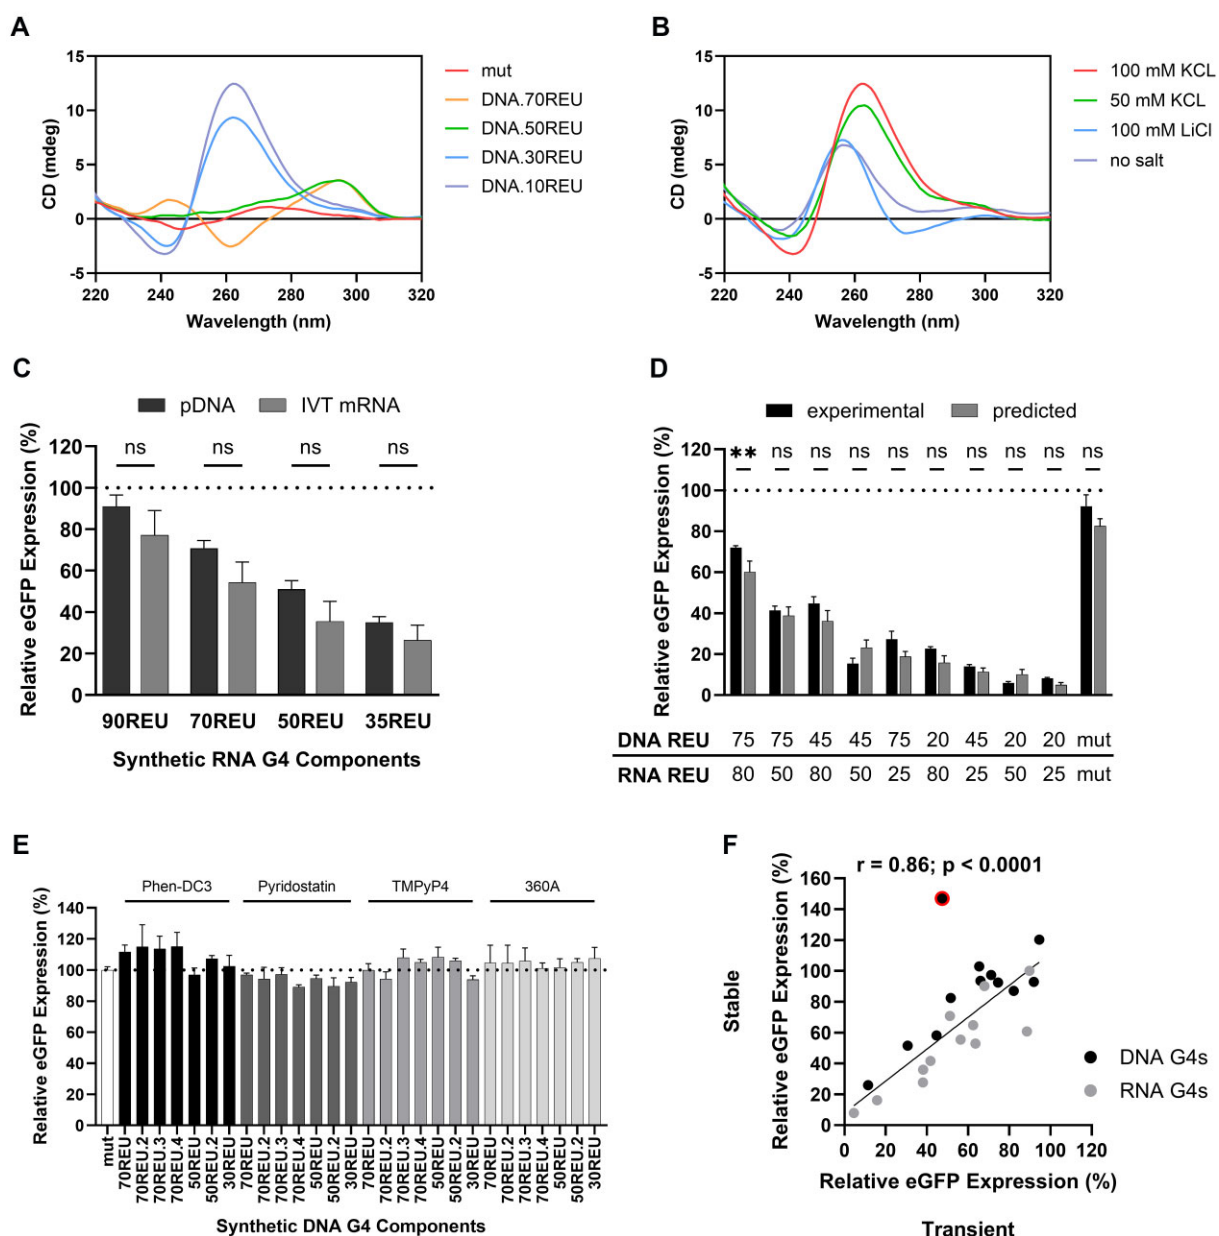 A
15
10
5
0
-5
CD (mdeg)
220 240 260 280 300 320
Wavelength (nm)
mut
DNA.70REU
DNA.50REU
DNA.30REU
DNA.10REU
B
15
10
5
0
-5
CD (mdeg)
220 240 260 280 300 320
Wavelength (nm)
100 mM KCL
50 mM KCL
100 mM LiCl
no salt
C
pDNA IVT mRNA
Relative eGFP Expression (%)
120
100
80
60
40
20
0
ns ns ns ns
90REU 70REU 50REU 35REU
Synthetic RNA G4 Components
D
experimental predicted
Relative eGFP Expression (%)
120
100
80
60
40
20
0
** ns ns ns ns ns ns ns ns ns
DNA REU 75 75 45 45 75 20 45 20 20 mut
RNA REU 80 50 80 50 25 80 25 50 25 mut
E
Phen-DC3 Pyridostatin TMPyP4 360A
Relative eGFP Expression (%)
140
120
100
80
60
40
20
0
mut 70REU 70REU.2 70REU.3 70REU.4 50REU 50REU.2 30REU 70REU 70REU.2 70REU.3 70REU.4 50REU 50REU.2 30REU 70REU 70REU.2 70REU.3 70REU.4 50REU 50REU.2 30REU 70REU 70REU.2 70REU.3 70REU.4 50REU 50REU.2 30REU
Synthetic DNA G4 Components
F
r = 0.86; p < 0.0001
Stable
Relative eGFP Expression (%)
160
140
120
100
80
60
40
20
0
0 20 40 60 80 100 120
DNA G4s
RNA G4s
Relative eGFP Expression (%)
Transient